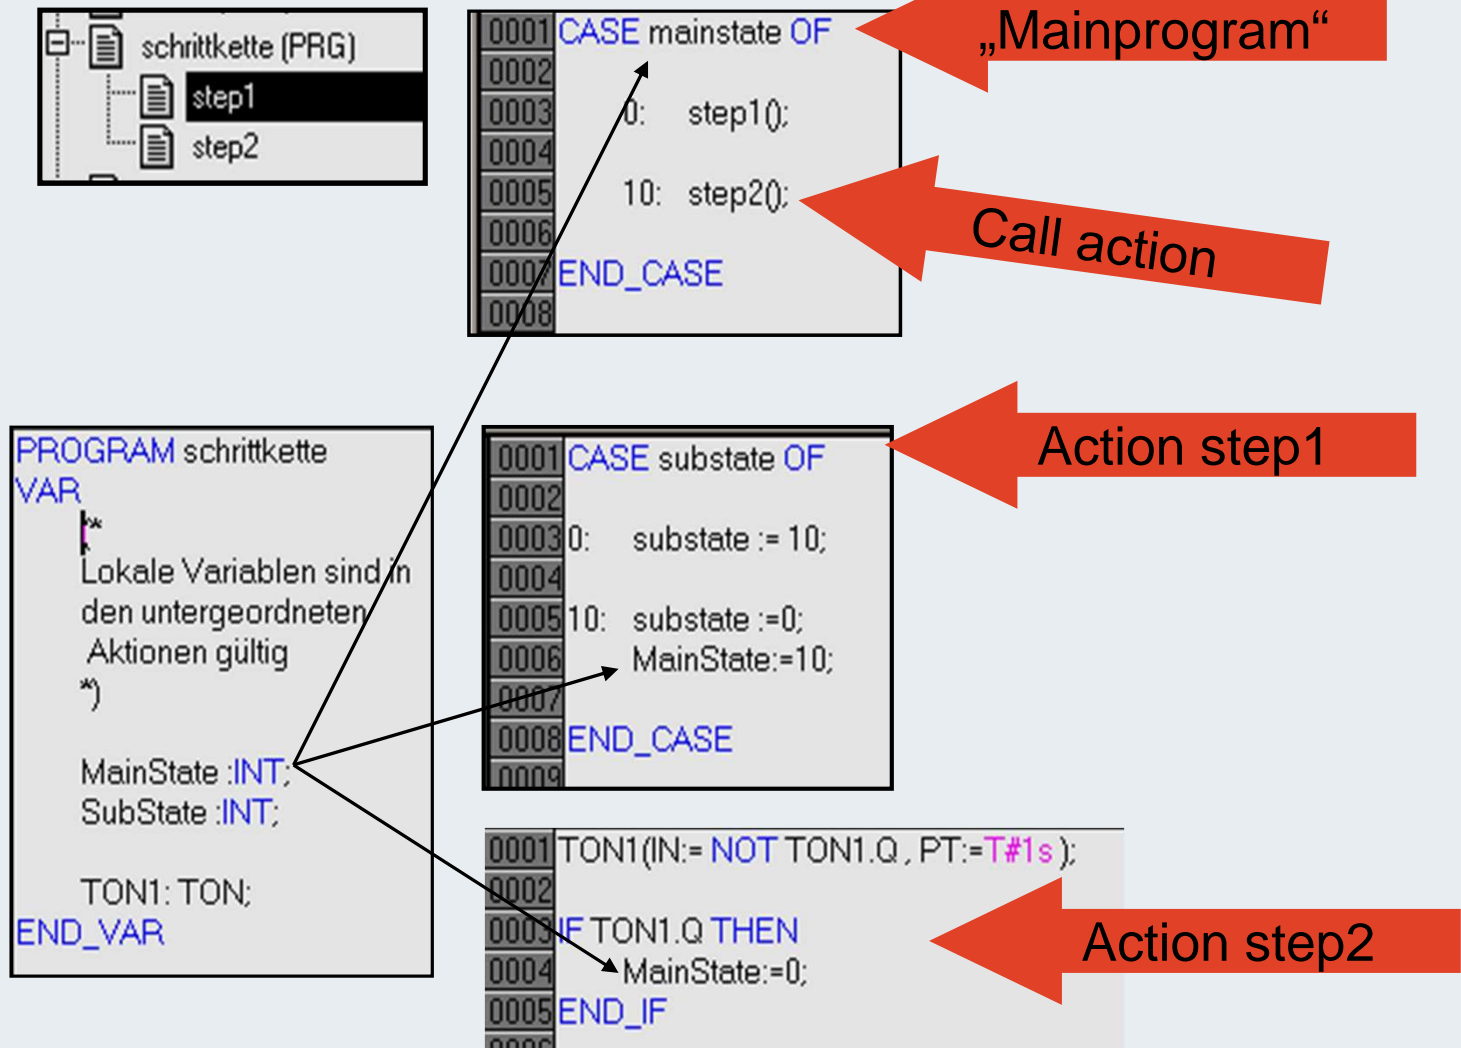 schrittkette (PRG)
step1
step2
0001 CASE mainstate OF
0002
0003 0: step1();
0004
0005 10: step2();
0006
0007 END_CASE
0008
„Mainprogram“
Call action
PROGRAM schrittkette
VAR
(*
Lokale Variablen sind in
den untergeordneten
Aktionen gültig
*)
MainState :INT;
SubState :INT;
TON1: TON;
END_VAR
0001 CASE substate OF
0002
0003 0: substate := 10;
0004
0005 10: substate :=0;
0006 MainState:=10;
0007
0008 END_CASE
0009
Action step1
0001 TON1(IN:= NOT TON1.Q , PT:=T#1s );
0002
0003 IF TON1.Q THEN
0004 MainState:=0;
0005 END_IF
Action step2